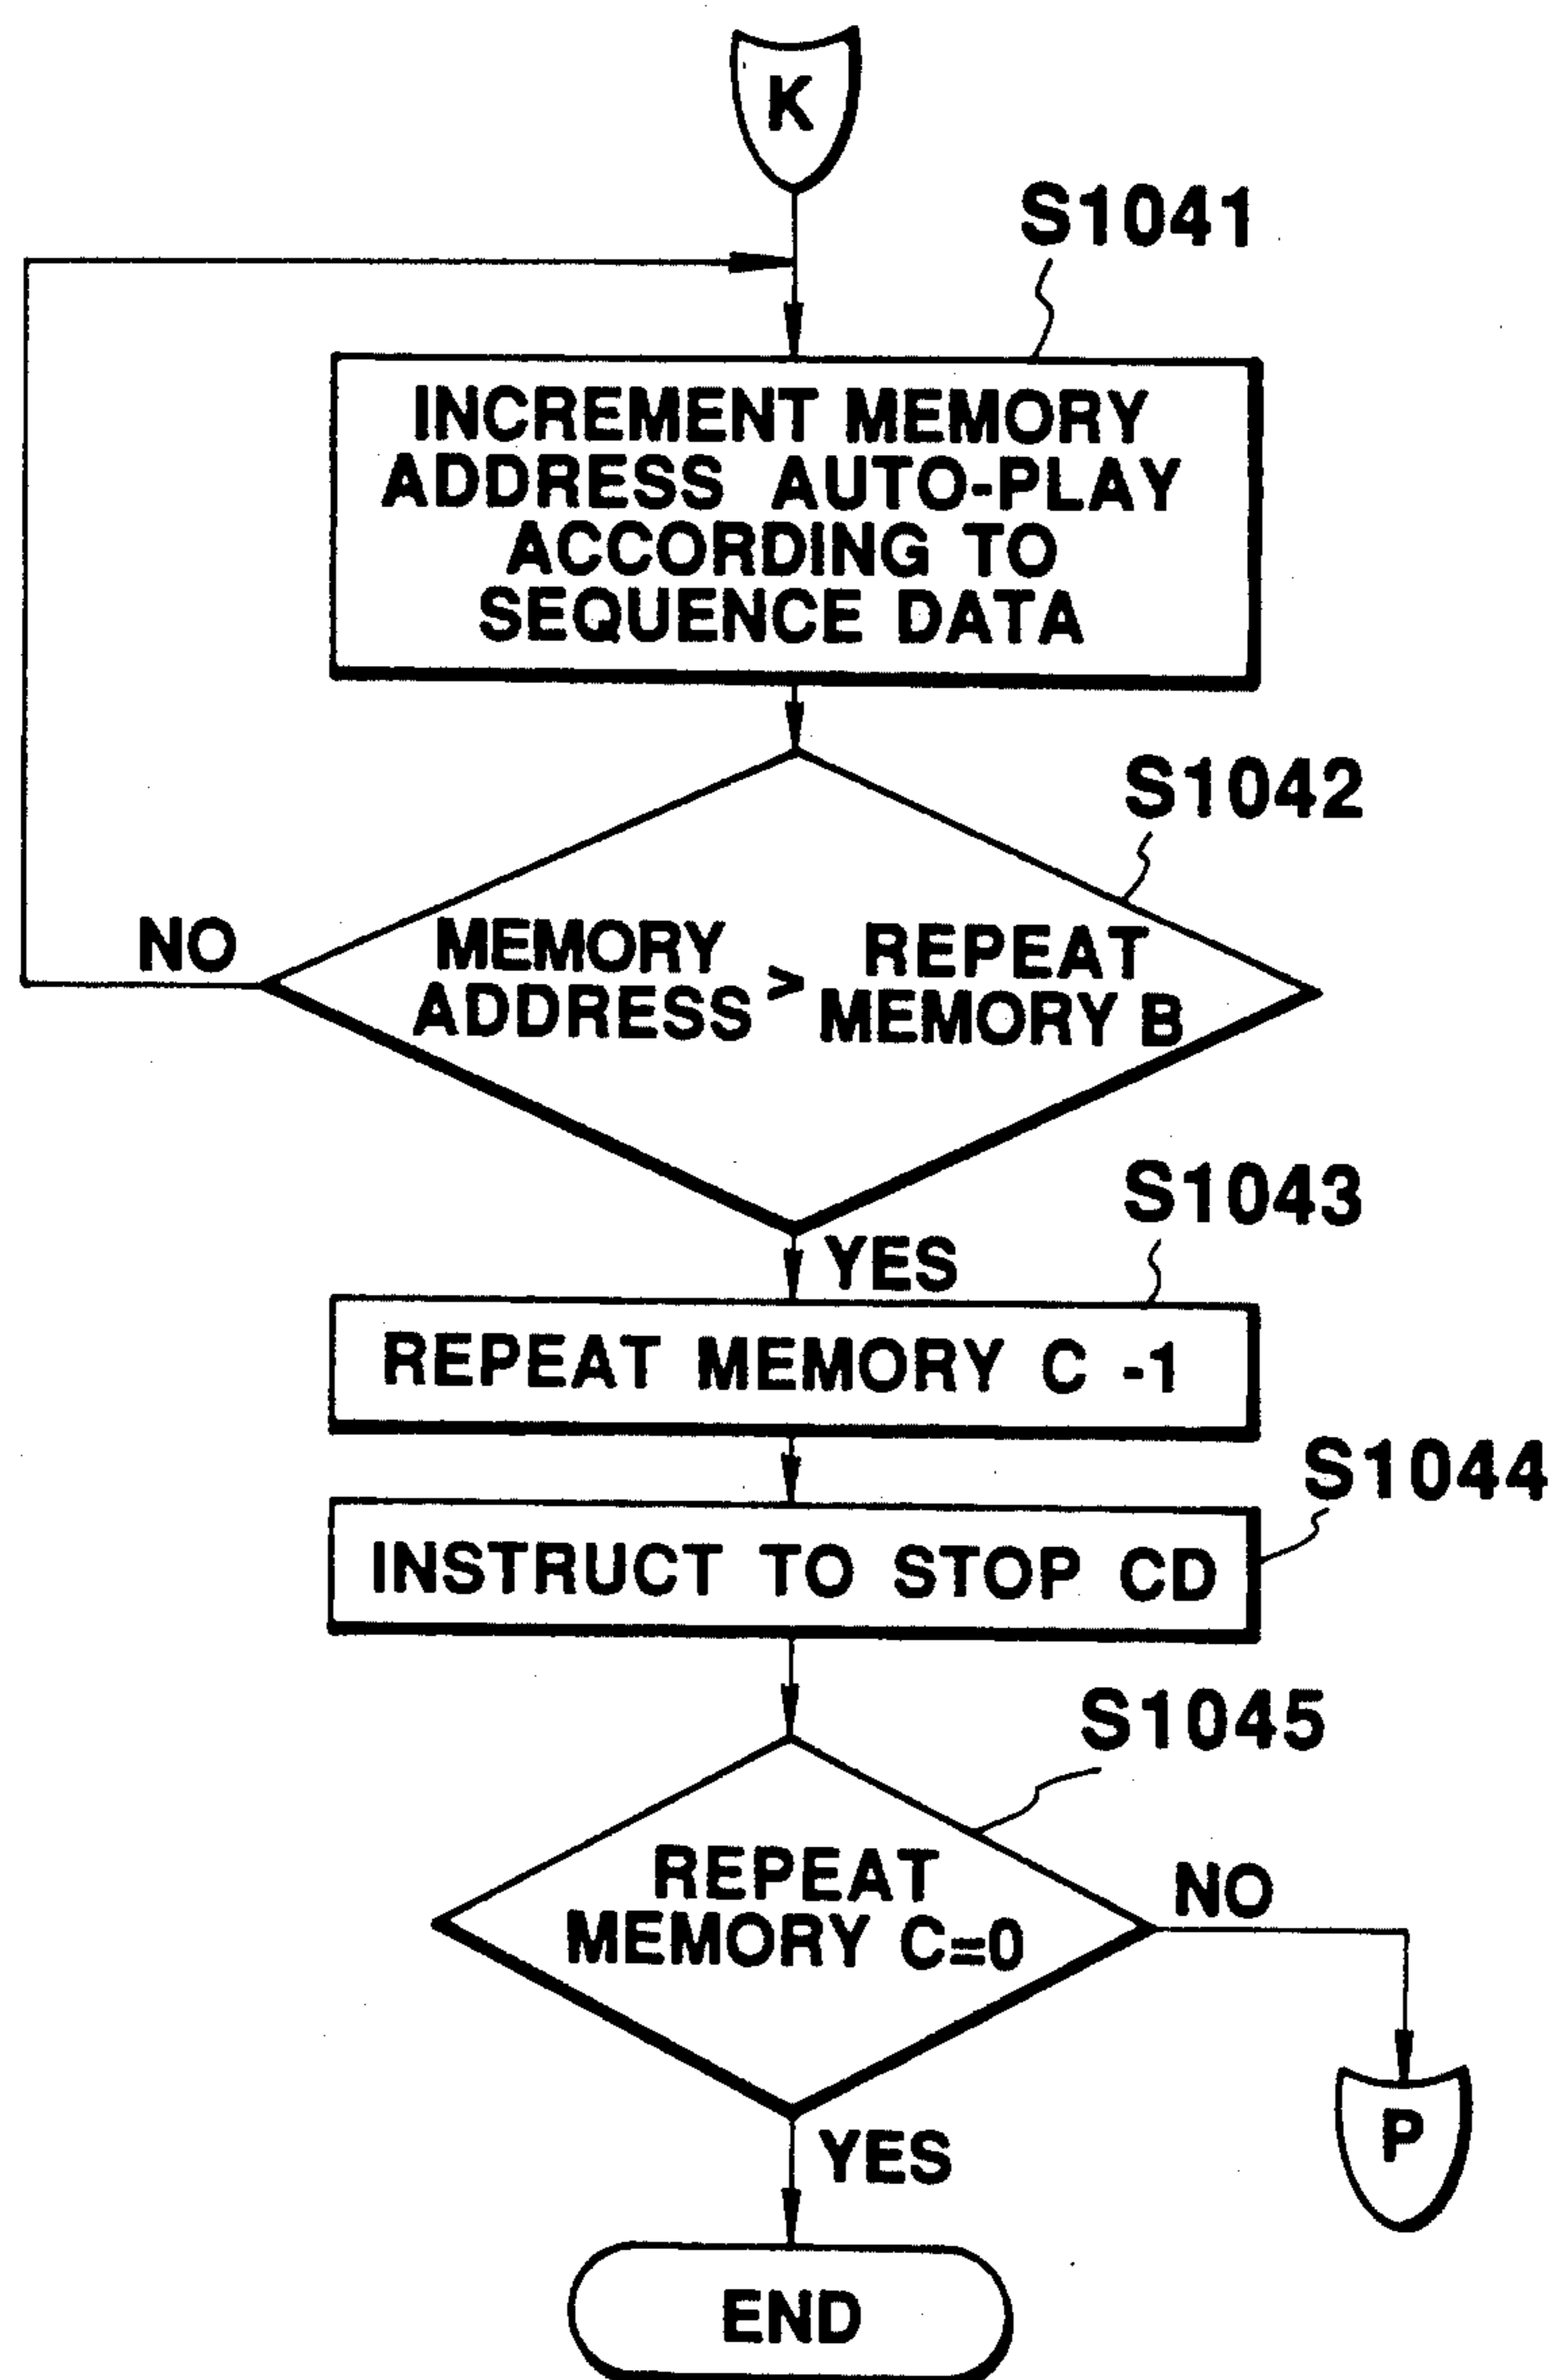 K
S1041
INCREMENT MEMORY
ADDRESS AUTO-PLAY
ACCORDING TO
SEQUENCE DATA
S1042
NO
MEMORY
ADDRESS
>
REPEAT
MEMORY B
S1043
YES
REPEAT MEMORY C -1
S1044
INSTRUCT TO STOP CD
S1045
REPEAT
MEMORY C=0
NO
P
YES
END